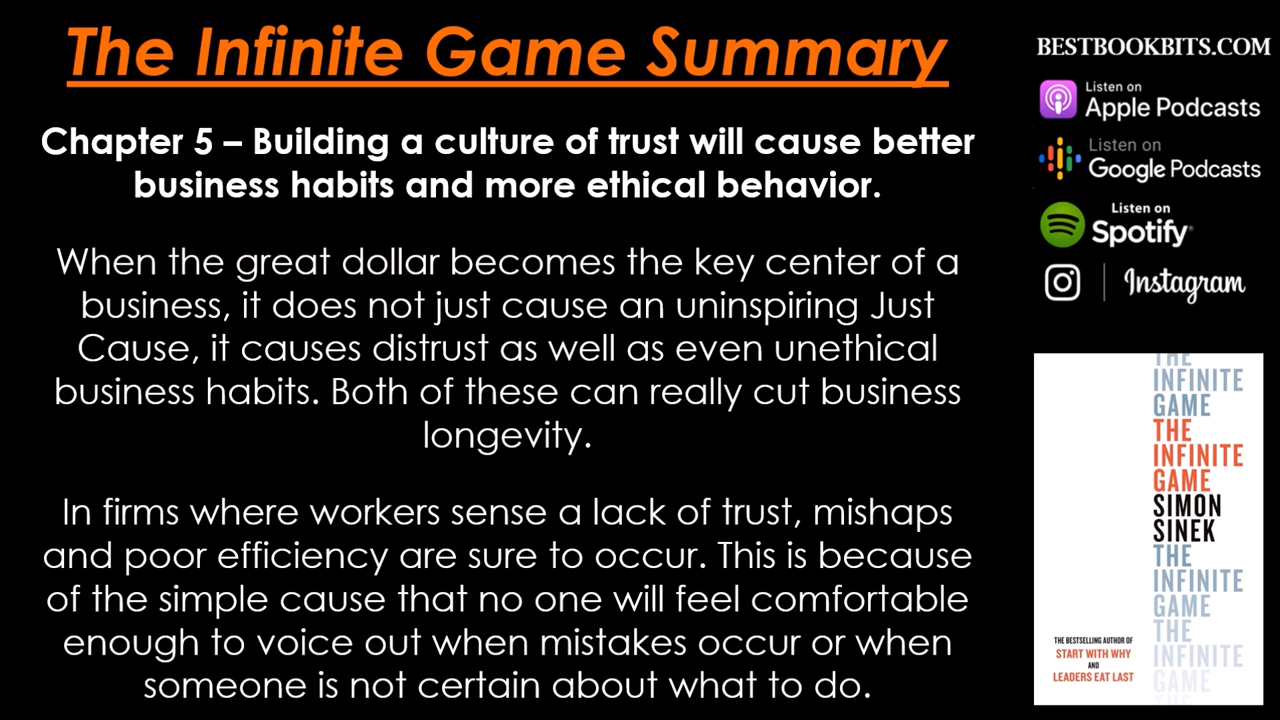 The Infinite Game Summary
Chapter 5 – Building a culture of trust will cause better
business habits and more ethical behavior.
When the great dollar becomes the key center of a
business, it does not just cause an uninspiring Just
Cause, it causes distrust as well as even unethical
business habits. Both of these can really cut business
longevity.
In firms where workers sense a lack of trust, mishaps
and poor efficiency are sure to occur. This is because
of the simple cause that no one will feel comfortable
enough to voice out when mistakes occur or when
someone is not certain about what to do.
BESTBOOKBITS.COM
Listen on
Apple Podcasts
Listen on
Google Podcasts
Listen on
Spotify
Instagram
THE
INFINITE
GAME
THE
INFINITE
GAME
SIMON
SINEK
THE
INFINITE
GAME
THE
INFINITE
GAME
THE BESTSELLING AUTHOR OF
START WITH WHY
AND
LEADERS EAT LAST